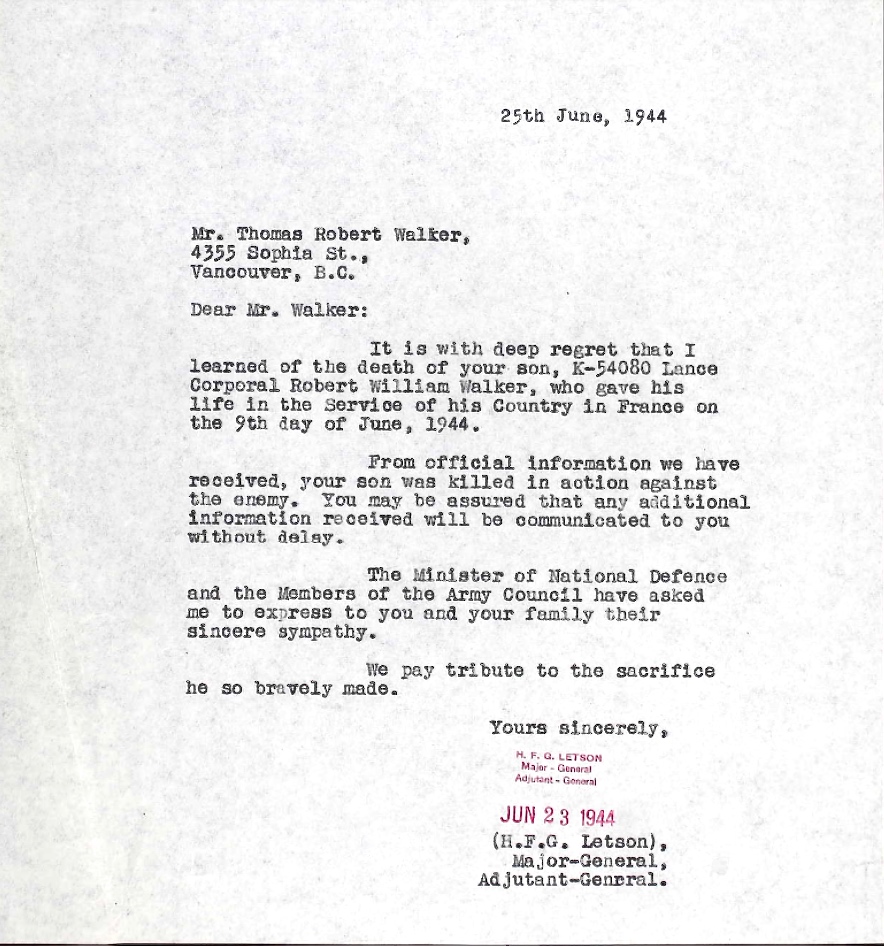 25th June, 1944
Mr. Thomas Robert Walker,
4355 Sophia St.,
Vancouver, B.C.
Dear Mr. Walker:
It is with deep regret that I
learned of the death of your son, K-54080 Lance
Corporal Robert William Walker, who gave his
life in the Service of his Country in France on
the 9th day of June, 1944.
From official information we have
received, your son was killed in action against
the enemy. You may be assured that any additional
information received will be communicated to you
without delay.
The Minister of National Defence
and the Members of the Army Council have asked
me to express to you and your family their
sincere sympathy.
We pay tribute to the sacrifice
he so bravely made.
Yours sincerely,
H. F. G. LETSON
Major - General
Adjutant - General
JUN 23 1944
(H.F.G. Letson),
Major-General,
Adjutant-General.